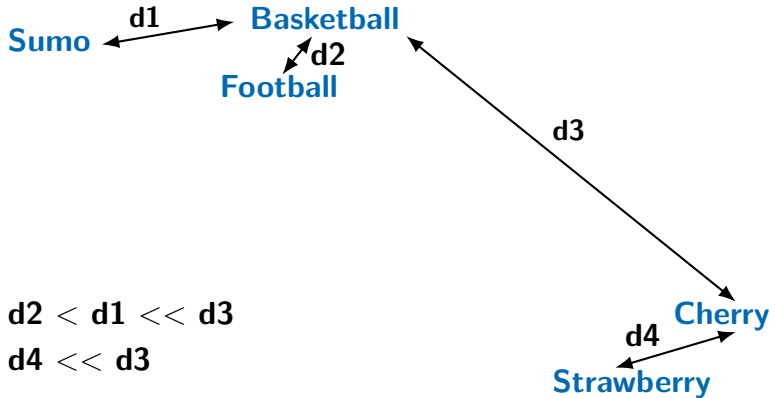 d1
Basketball
Sumo
d2
Football
d3
d2 < d1 << d3
Cherry
d4
d4 << d3
Strawberry